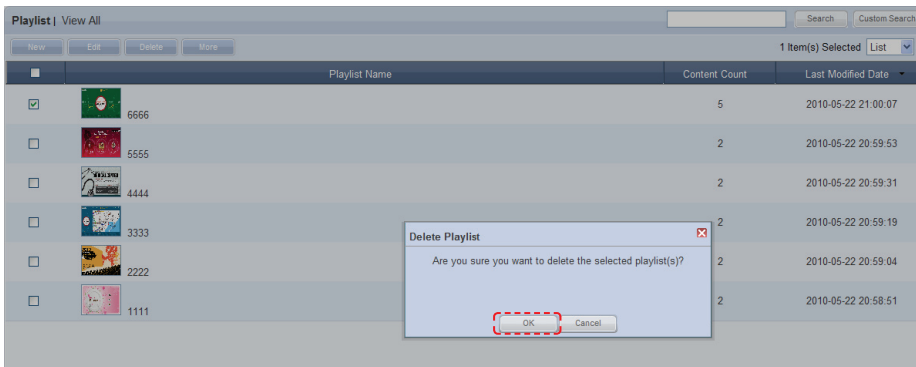 Playlist | View All
Search
Custom Search
New
Edit
Delete
More
1 Item(s) Selected
List
Playlist Name
Content Count
Last Modified Date
6666
5
2010-05-22 21:00:07
5555
2
2010-05-22 20:59:53
4444
2
2010-05-22 20:59:31
3333
2
2010-05-22 20:59:19
2222
2
2010-05-22 20:59:04
1111
2
2010-05-22 20:58:51
Delete Playlist
Are you sure you want to delete the selected playlist(s)?
OK
Cancel